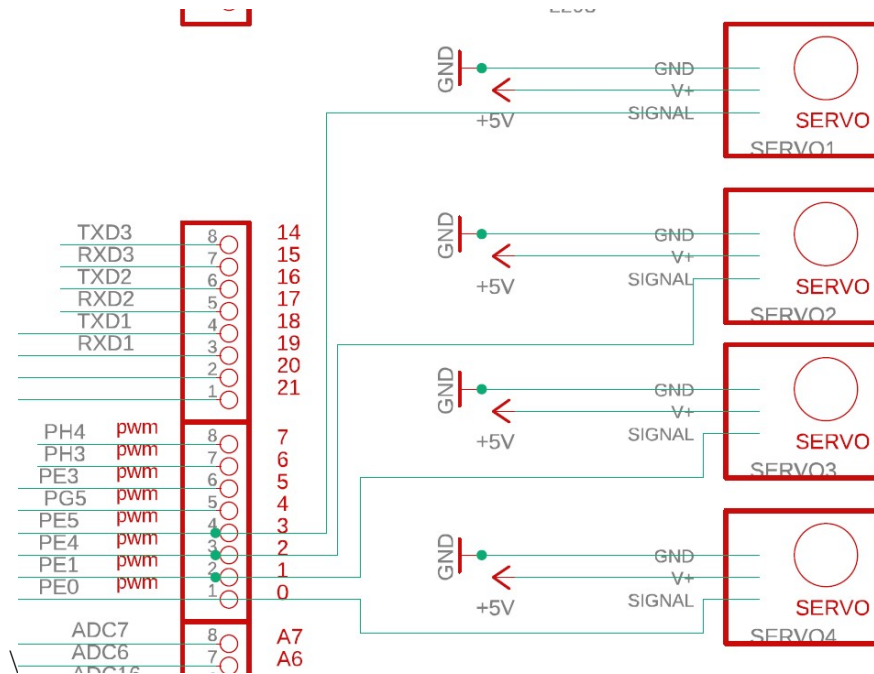 GND
GND
V+
+5V
SIGNAL
SERVO
SERVO1
TXD3 8 14
RXD3 7 15
TXD2 6 16
RXD2 5 17
TXD1 4 18
RXD1 3 19
2 20
1 21
GND
GND
V+
+5V
SIGNAL
SERVO
SERVO2
GND
GND
V+
+5V
SIGNAL
SERVO
SERVO3
PH4 pwm 8 7
PH3 pwm 7 6
PE3 pwm 6 5
PG5 pwm 5 4
PE5 pwm 4 3
PE4 pwm 3 2
PE1 pwm 2 1
PE0 pwm 1 0
GND
GND
V+
+5V
SIGNAL
SERVO
SERVO4
ADC7 8 A7
ADC6 7 A6